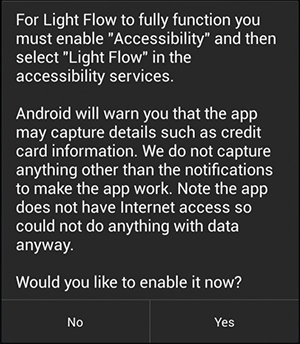 For Light Flow to fully function you
must enable "Accessibility" and then
select "Light Flow" in the
accessibility services.
Android will warn you that the app
may capture details such as credit
card information. We do not capture
anything other than the notifications
to make the app work. Note the app
does not have Internet access so
could not do anything with data
anyway.
Would you like to enable it now?
No
Yes